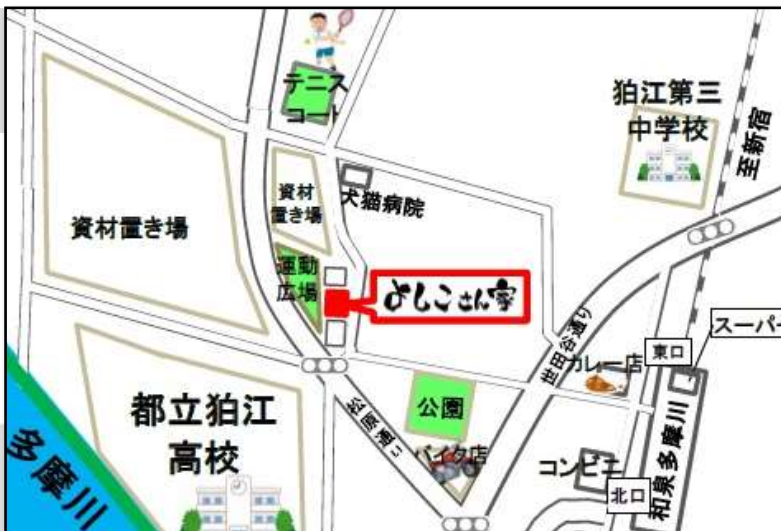 テニス
コート
狛江第三
中学校
至新宿
資材
置き場
犬猫病院
資材置き場
運動
広場
よしこさん家
世田谷通り
スーパー
東口
カレー店
公園
松原通い
都立狛江
高校
バイク店
コンビニ
北口
和泉多摩川
多摩川